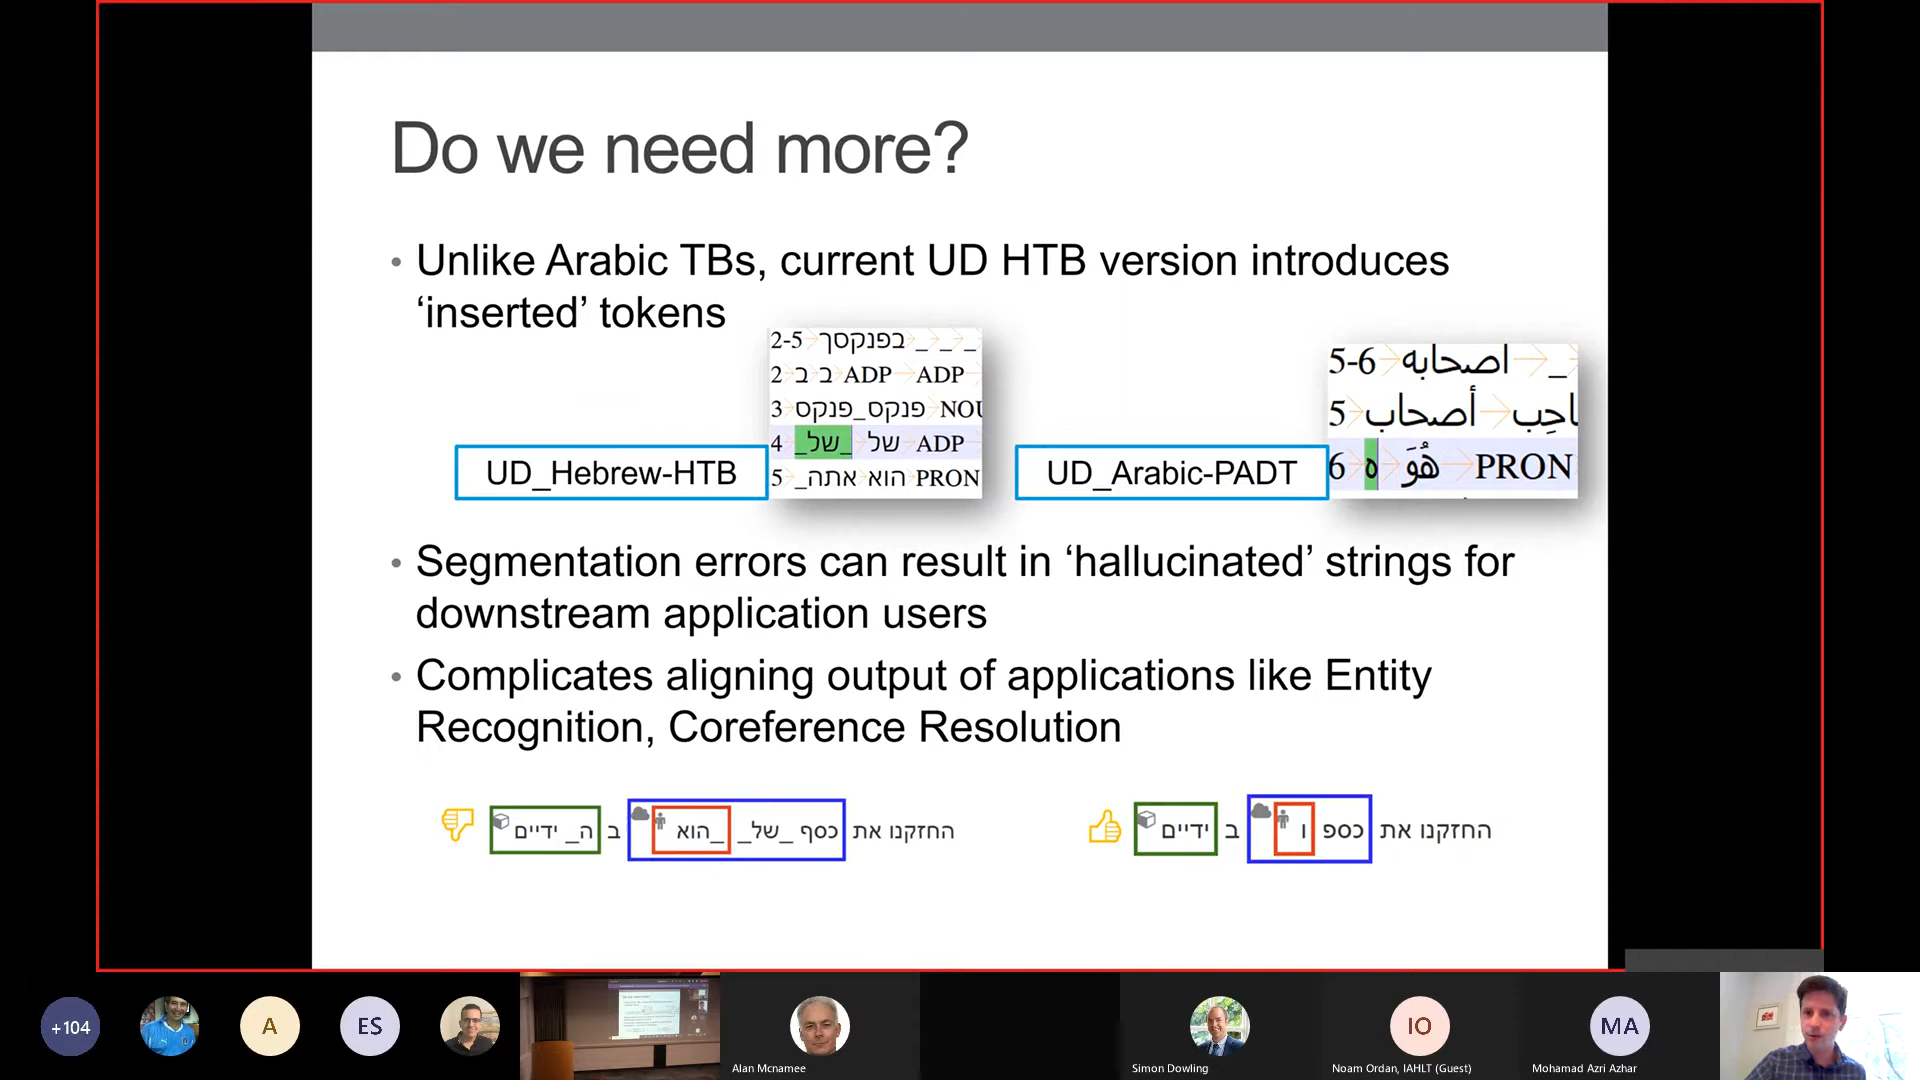 Do we need more?
• Unlike Arabic TBs, current UD HTB version introduces
‘inserted’ tokens
2-5 בפנקסך _ _ _
2 ב ב ADP ADP
3 פנקס_פנקס NOU
4 _של_ של ADP
5 _הוא אתה PRON
UD_Hebrew-HTB
5-6 اصحابه _
5 أصحاب احِب
6 ه هُوَ PRON
UD_Arabic-PADT
• Segmentation errors can result in ‘hallucinated’ strings for
downstream application users
• Complicates aligning output of applications like Entity
Recognition, Coreference Resolution
החזקנו את כסף _של_ _הוא ב ה_ ידיים
החזקנו את כספ ו ב ידיים
+104
A
ES
Alan Mcnamee
Simon Dowling
IO
Noam Ordan, IAHLT (Guest)
MA
Mohamad Azri Azhar